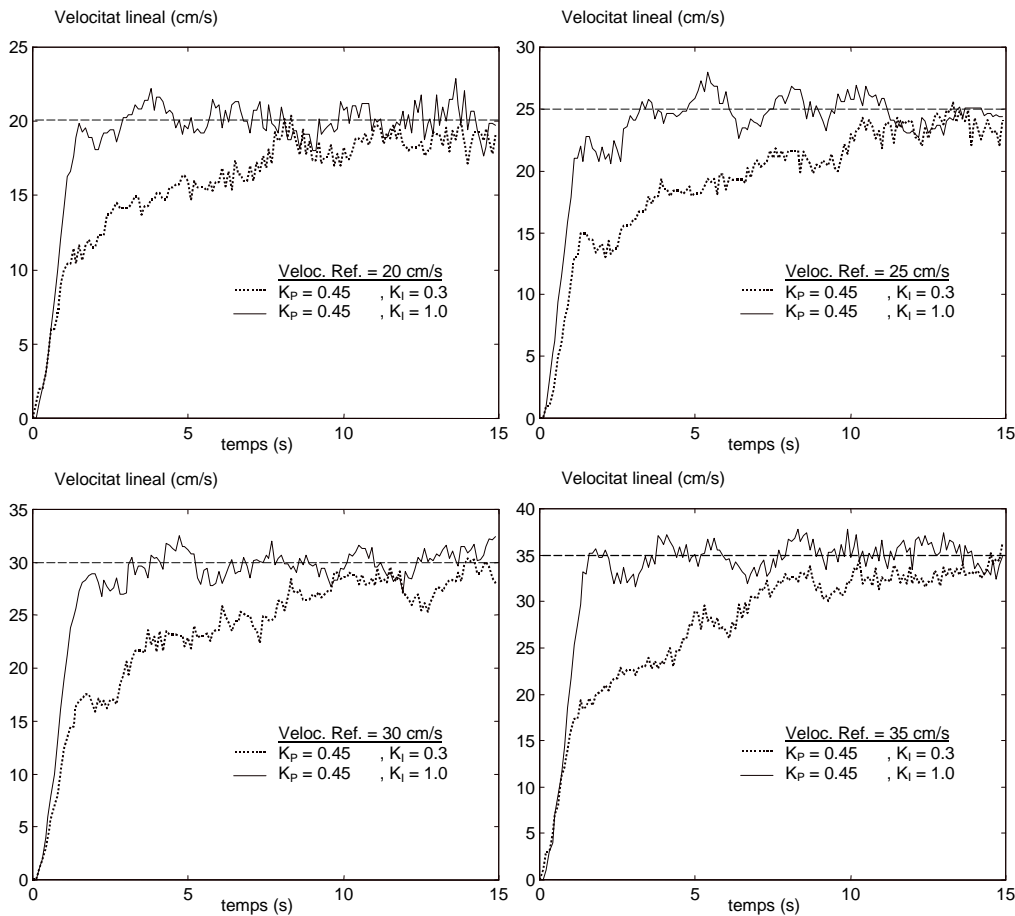 Velocitat lineal (cm/s)
25
20
15
10
5
0
0 5 10 15
temps (s)
Veloc. Ref. = 20 cm/s
KP = 0.45 , KI = 0.3
KP = 0.45 , KI = 1.0
Velocitat lineal (cm/s)
30
25
20
15
10
5
0
0 5 10 15
temps (s)
Veloc. Ref. = 25 cm/s
KP = 0.45 , KI = 0.3
KP = 0.45 , KI = 1.0
Velocitat lineal (cm/s)
35
30
25
20
15
10
5
0
0 5 10 15
temps (s)
Veloc. Ref. = 30 cm/s
KP = 0.45 , KI = 0.3
KP = 0.45 , KI = 1.0
Velocitat lineal (cm/s)
40
35
30
25
20
15
10
5
0
0 5 10 15
temps (s)
Veloc. Ref. = 35 cm/s
KP = 0.45 , KI = 0.3
KP = 0.45 , KI = 1.0